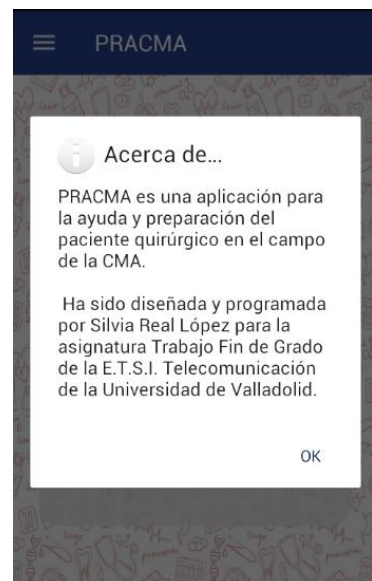 PRACMA
Acerca de...
PRACMA es una aplicación para
la ayuda y preparación del
paciente quirúrgico en el campo
de la CMA.
Ha sido diseñada y programada
por Silvia Real López para la
asignatura Trabajo Fin de Grado
de la E.T.S.I. Telecomunicación
de la Universidad de Valladolid.
OK